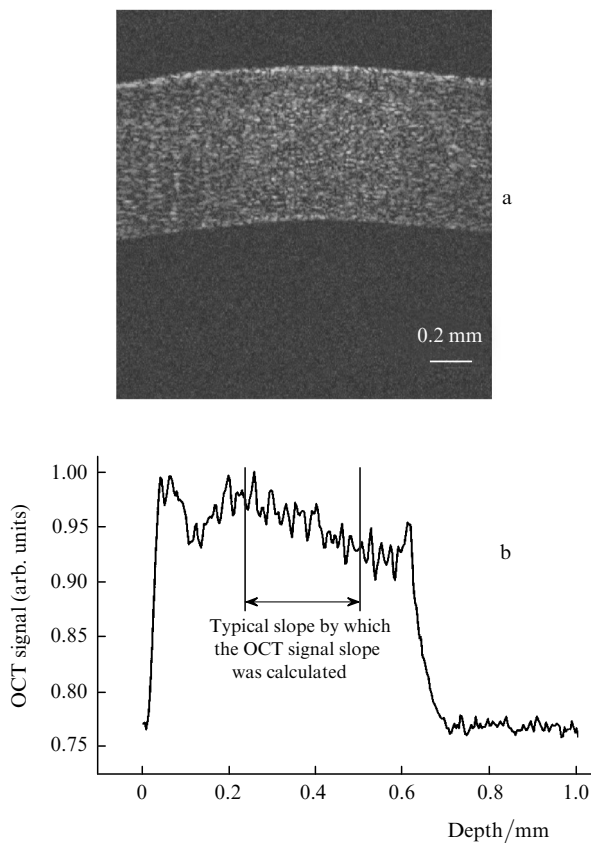 a
0.2 mm
b
OCT signal (arb. units)
1.00
0.95
0.90
0.85
0.80
0.75
Typical slope by which
the OCT signal slope
was calculated
0 0.2 0.4 0.6 0.8 1.0
Depth/mm